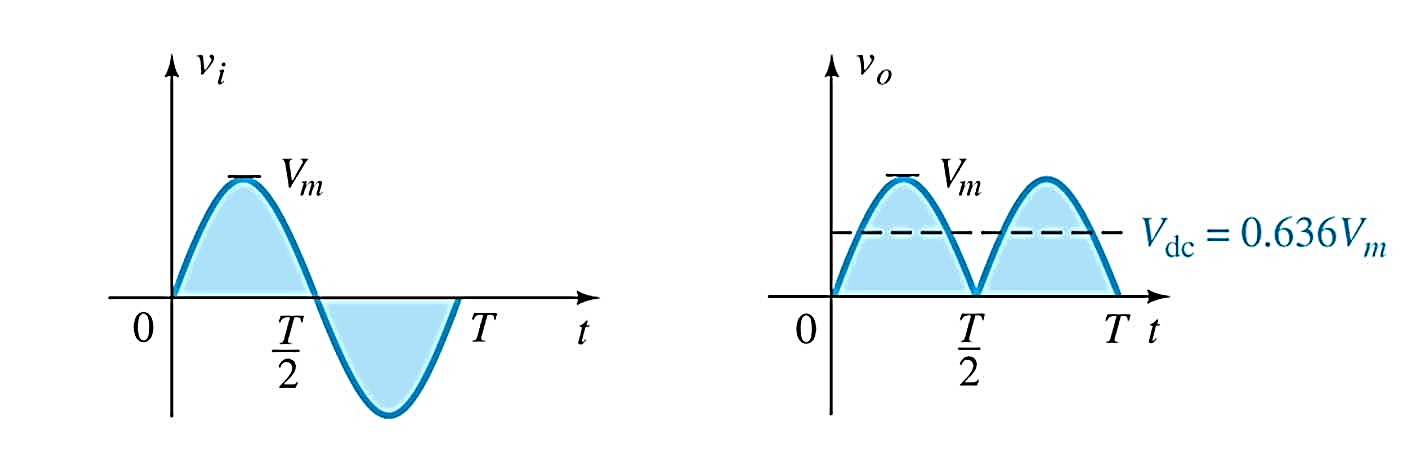 v_i
V_m
0
T/2
T
t
v_o
V_m
V_dc = 0.636V_m
0
T/2
T
t